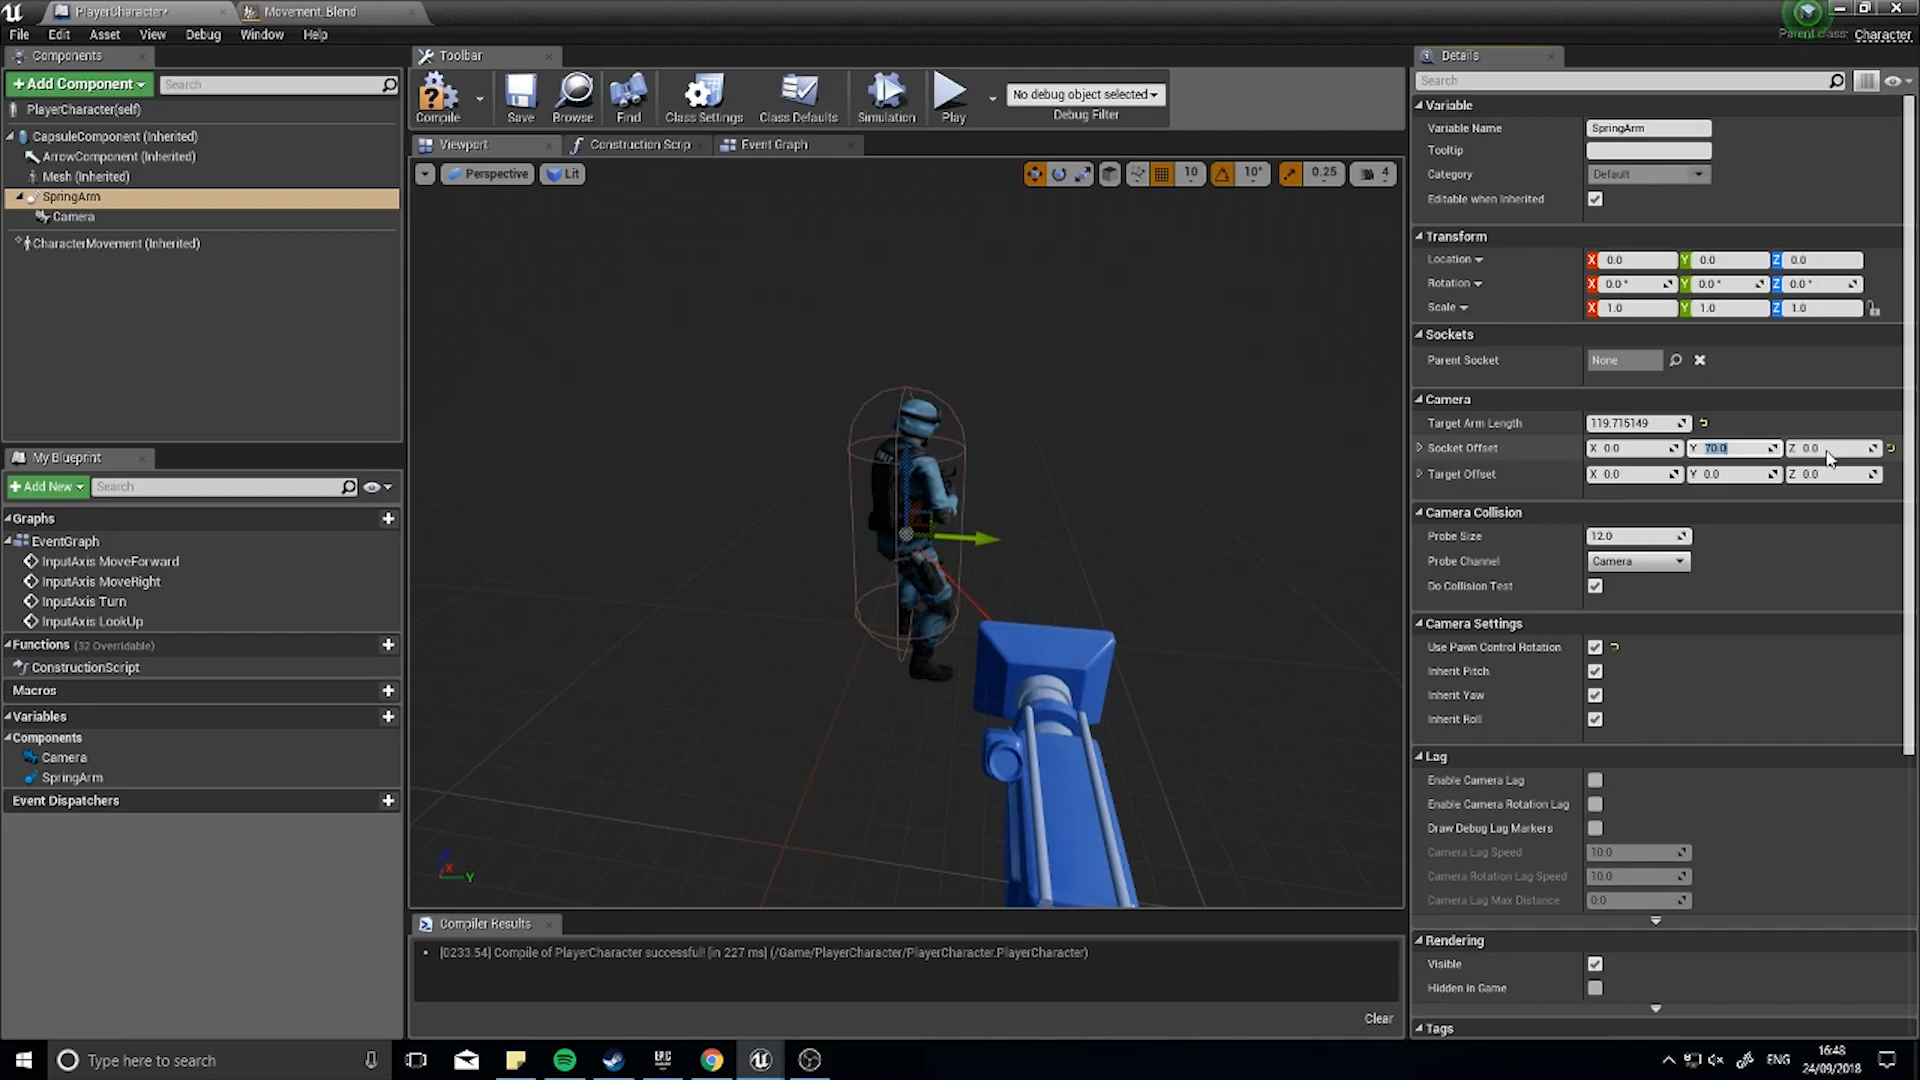 PlayerCharacter*
Movement_Blend
File Edit Asset View Debug Window Help
Parent class: Character
Components
+Add Component
Search
PlayerCharacter(self)
CapsuleComponent (Inherited)
ArrowComponent (Inherited)
Mesh (Inherited)
SpringArm
Camera
CharacterMovement (Inherited)
My Blueprint
+Add New
Search
Graphs
EventGraph
InputAxis MoveForward
InputAxis MoveRight
InputAxis Turn
InputAxis LookUp
Functions (32 Overridable)
ConstructionScript
Macros
Variables
Components
Camera
SpringArm
Event Dispatchers
Toolbar
Compile
Save
Browse
Find
Class Settings
Class Defaults
Simulation
Play
No debug object selected
Debug Filter
Viewport
Construction Scrip
Event Graph
Perspective
Lit
10
10°
0.25
4
X
Y
Compiler Results
[0233.54] Compile of PlayerCharacter successful! [in 227 ms] (/Game/PlayerCharacter/PlayerCharacter.PlayerCharacter)
Clear
Details
Search
Variable
Variable Name SpringArm
Tooltip
Category Default
Editable when Inherited
Transform
Location X 0.0 Y 0.0 Z 0.0
Rotation X 0.0° Y 0.0° Z 0.0°
Scale X 1.0 Y 1.0 Z 1.0
Sockets
Parent Socket None
Camera
Target Arm Length 119.715149
Socket Offset X 0.0 Y 70.0 Z 0.0
Target Offset X 0.0 Y 0.0 Z 0.0
Camera Collision
Probe Size 12.0
Probe Channel Camera
Do Collision Test
Camera Settings
Use Pawn Control Rotation
Inherit Pitch
Inherit Yaw
Inherit Roll
Lag
Enable Camera Lag
Enable Camera Rotation Lag
Draw Debug Lag Markers
Camera Lag Speed 10.0
Camera Rotation Lag Speed 10.0
Camera Lag Max Distance 0.0
Rendering
Visible
Hidden in Game
Tags
Type here to search
EPIC
ENG
16:48
24/09/2018